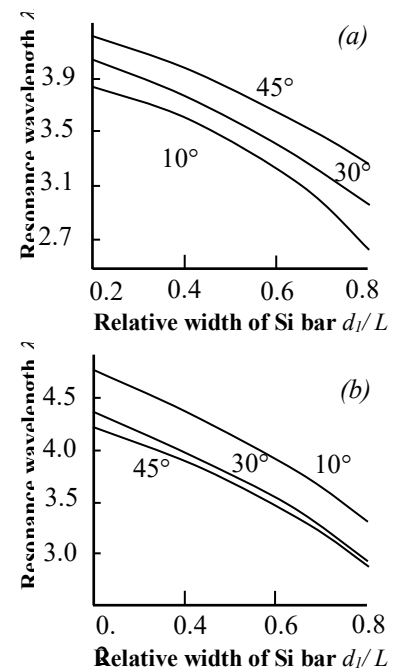 (a)
Resonance wavelength λ
3.9
3.5
3.1
2.7
45°
30°
10°
0.2 0.4 0.6 0.8
Relative width of Si bar d₁/ L
(b)
Resonance wavelength λ
4.5
4.0
3.5
3.0
10°
30°
45°
0. 0.4 0.6 0.8
2
Relative width of Si bar d₁/ L